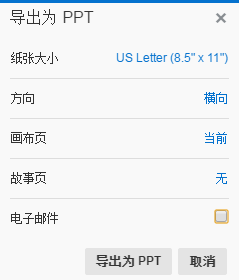 导出为 PPT
纸张大小 US Letter (8.5" x 11")
方向 横向
画布页 当前
故事页 无
电子邮件
导出为 PPT 取消